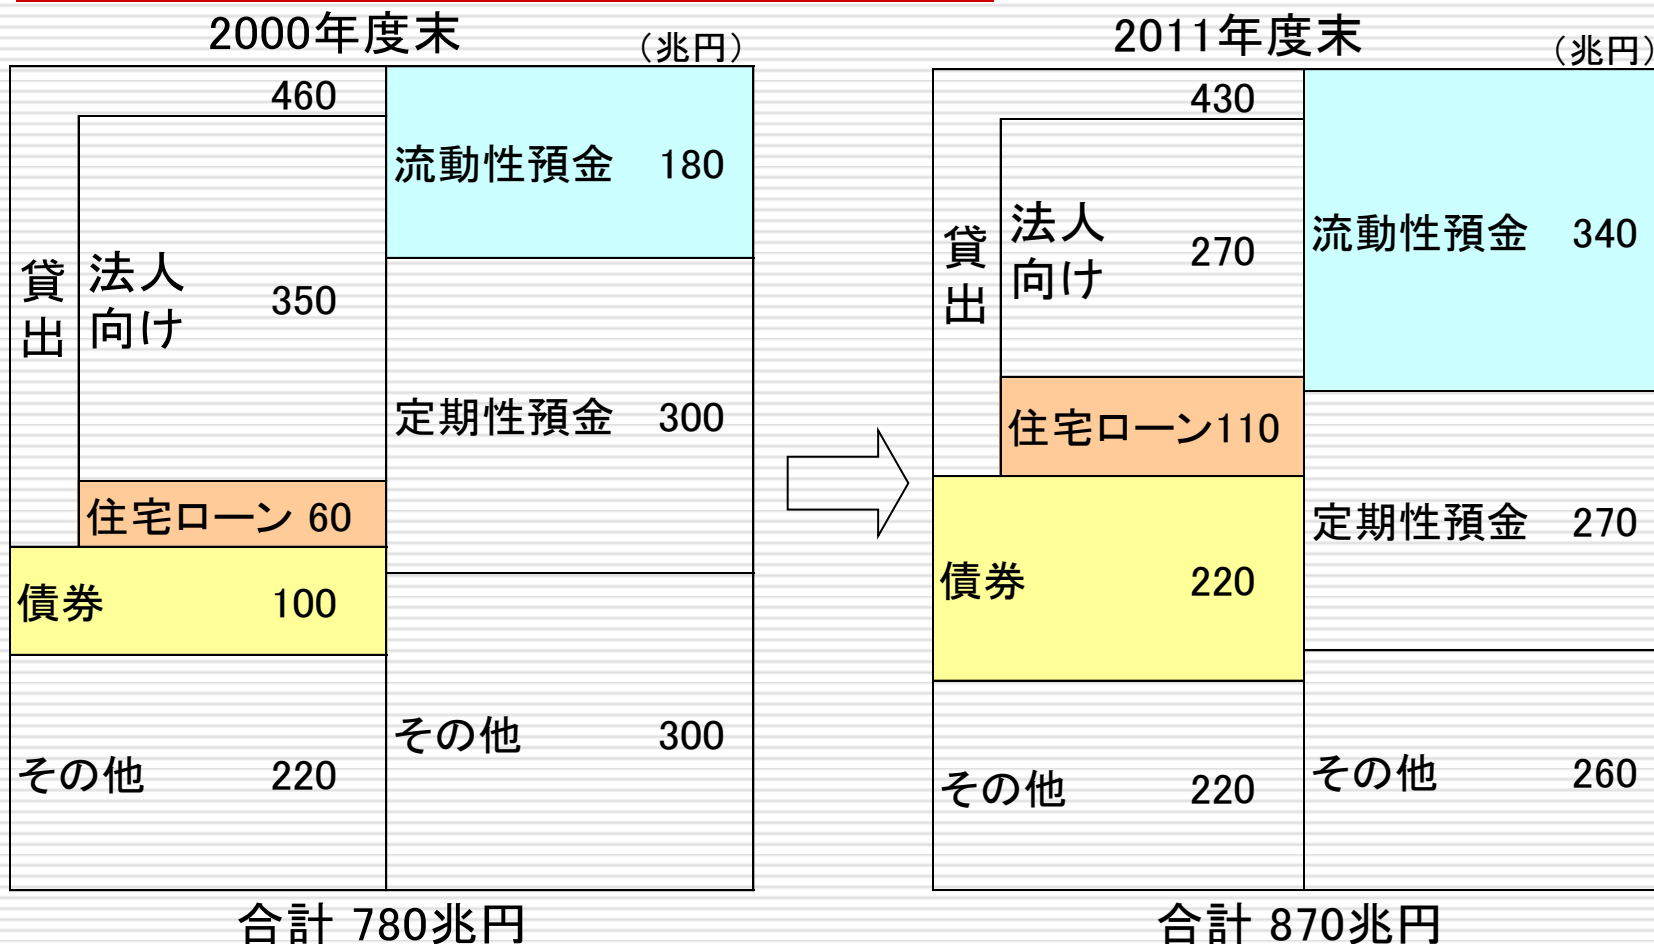 2000年度末
(兆円)
460
貸出
法人
向け
350
住宅ローン 60
債券 100
その他 220
流動性預金 180
定期性預金 300
その他 300
合計 780兆円
2011年度末
(兆円)
430
貸出
法人
向け
270
住宅ローン110
債券 220
その他 220
流動性預金 340
定期性預金 270
その他 260
合計 870兆円